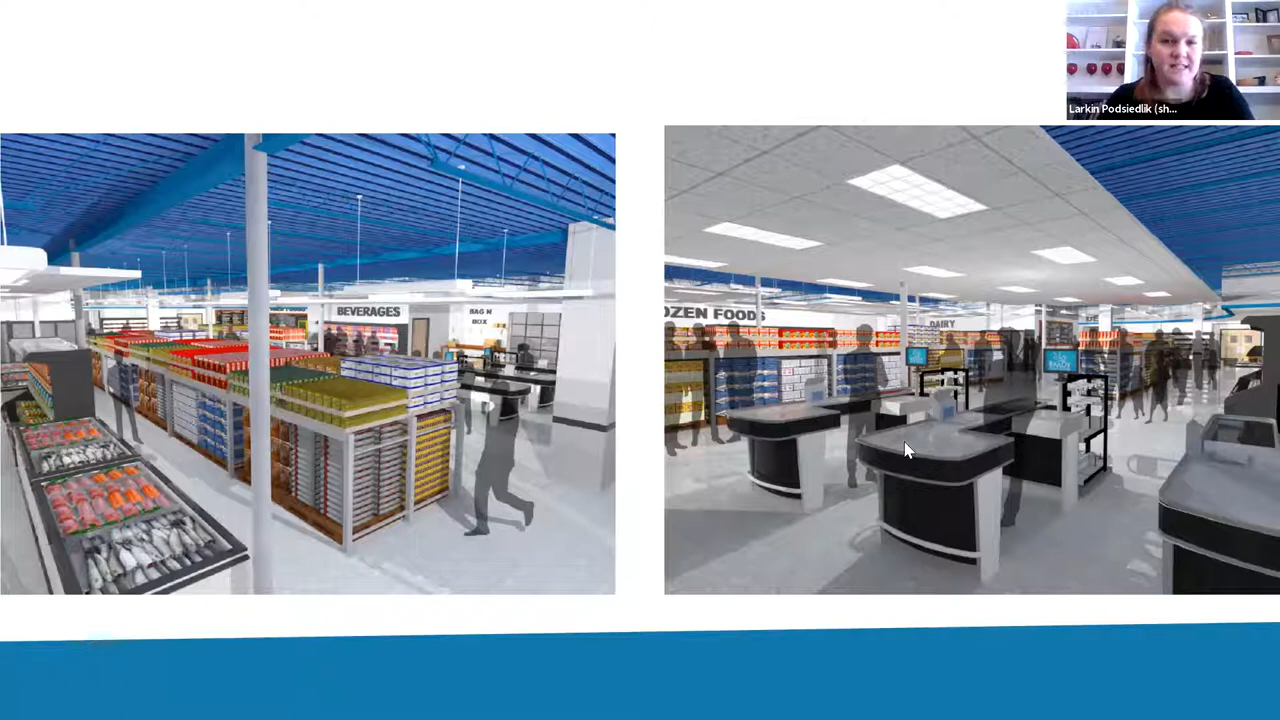 Larkin Podsiedlik (sh...
BEVERAGES
BAG N
BOX
OZEN FOODS
DAIRY